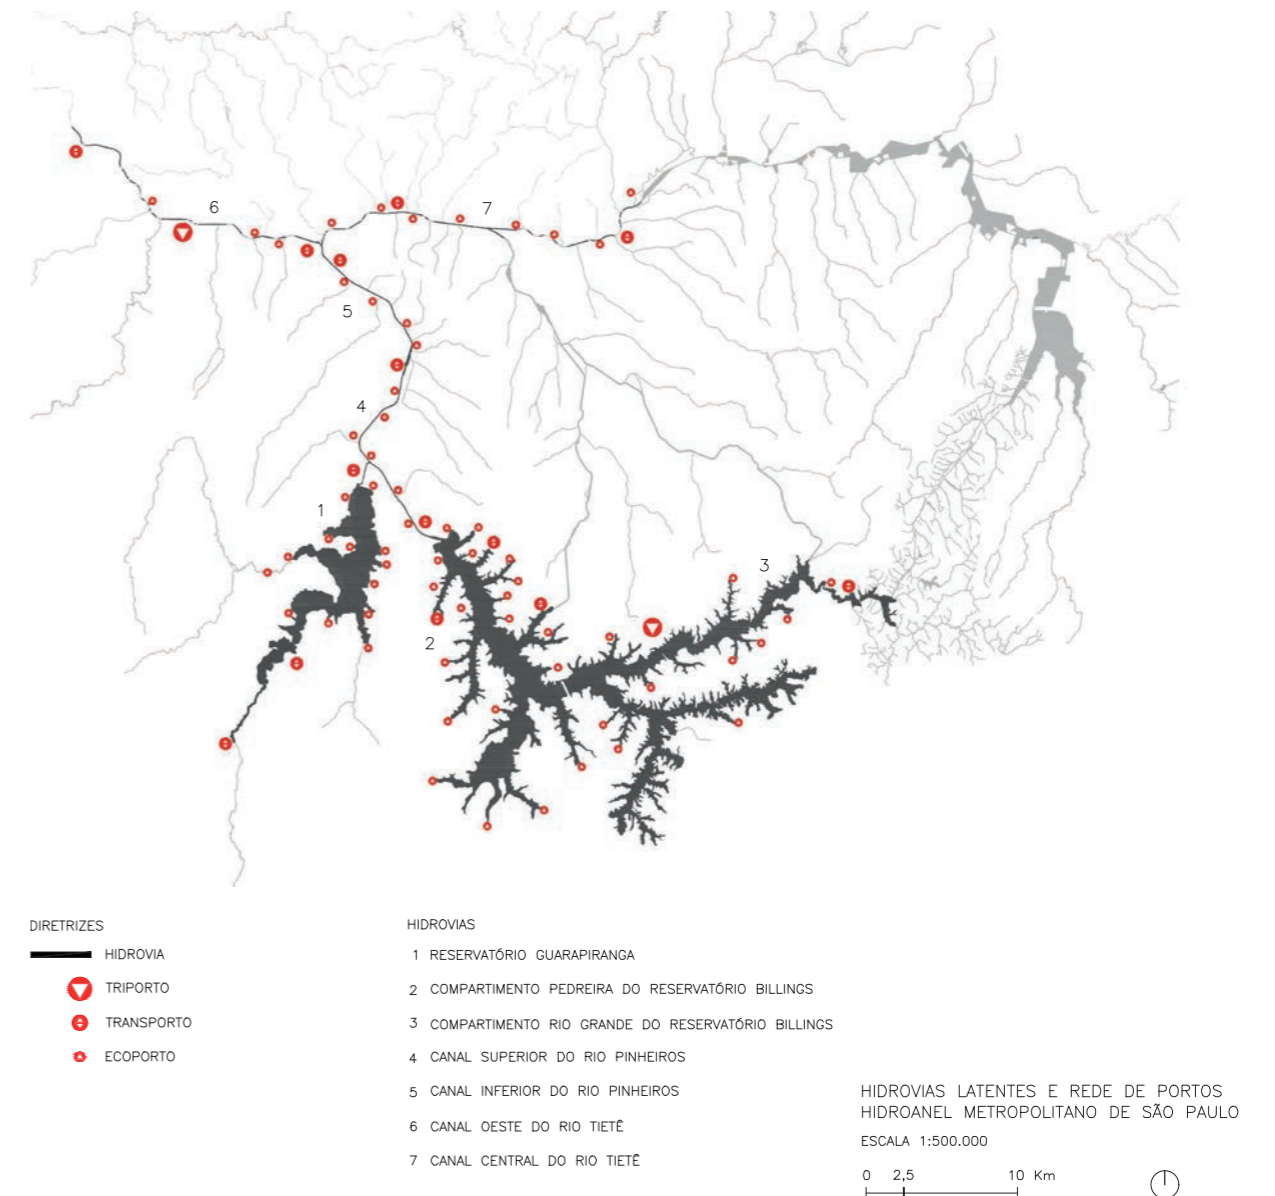 6
7
5
4
1
3
2
DIRETRIZES
HIDROVIA
TRIPORTO
TRANSPORTO
ECOPORTO
HIDROVIAS
1 RESERVATÓRIO GUARAPIRANGA
2 COMPARTIMENTO PEDREIRA DO RESERVATÓRIO BILLINGS
3 COMPARTIMENTO RIO GRANDE DO RESERVATÓRIO BILLINGS
4 CANAL SUPERIOR DO RIO PINHEIROS
5 CANAL INFERIOR DO RIO PINHEIROS
6 CANAL OESTE DO RIO TIETÊ
7 CANAL CENTRAL DO RIO TIETÊ
HIDROVIAS LATENTES E REDE DE PORTOS
HIDROANEL METROPOLITANO DE SÃO PAULO
ESCALA 1:500.000
0 2,5 10 Km